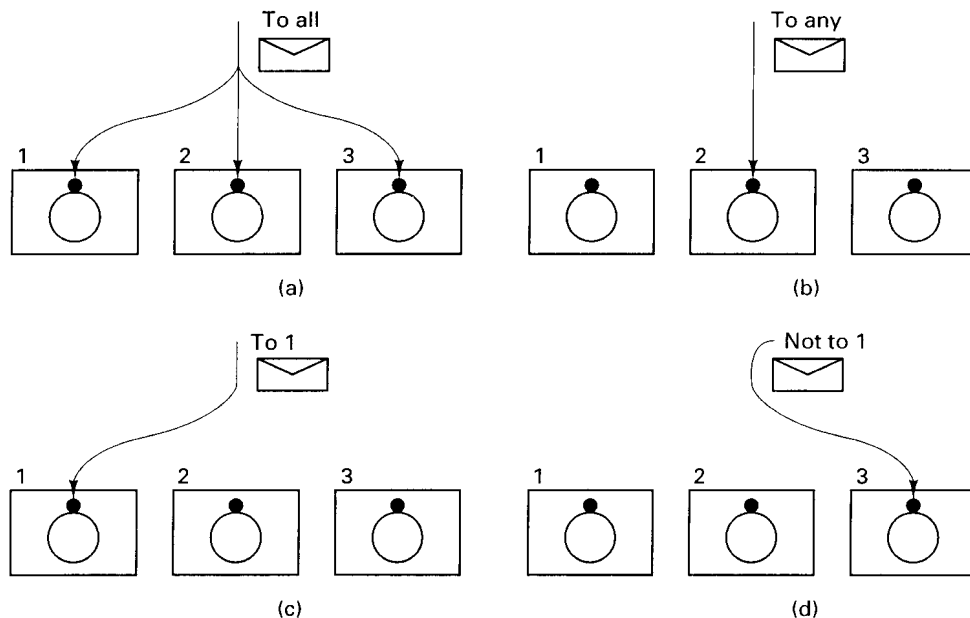 To all
1 2 3
(a)
To any
1 2 3
(b)
To 1
1 2 3
(c)
Not to 1
1 2 3
(d)